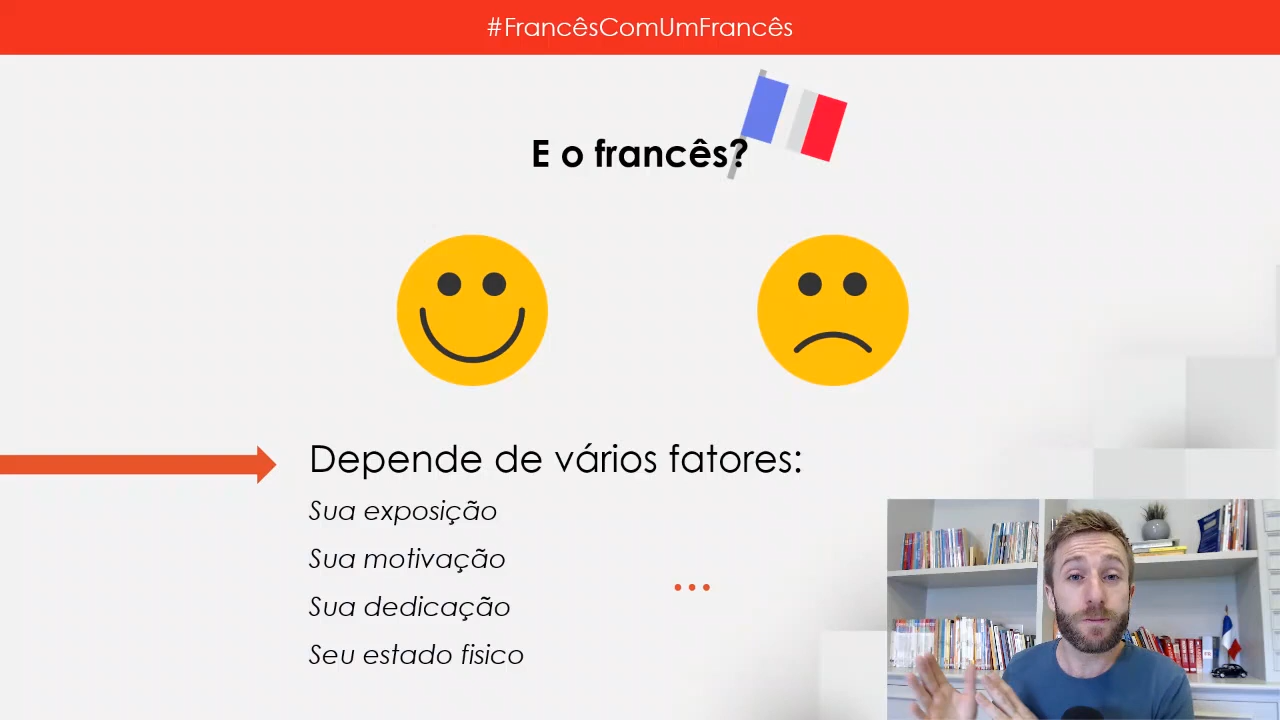 #FrancêsComUmFrancês
E o francês?
Depende de vários fatores:
Sua exposição
Sua motivação
Sua dedicação
Seu estado fisico
...